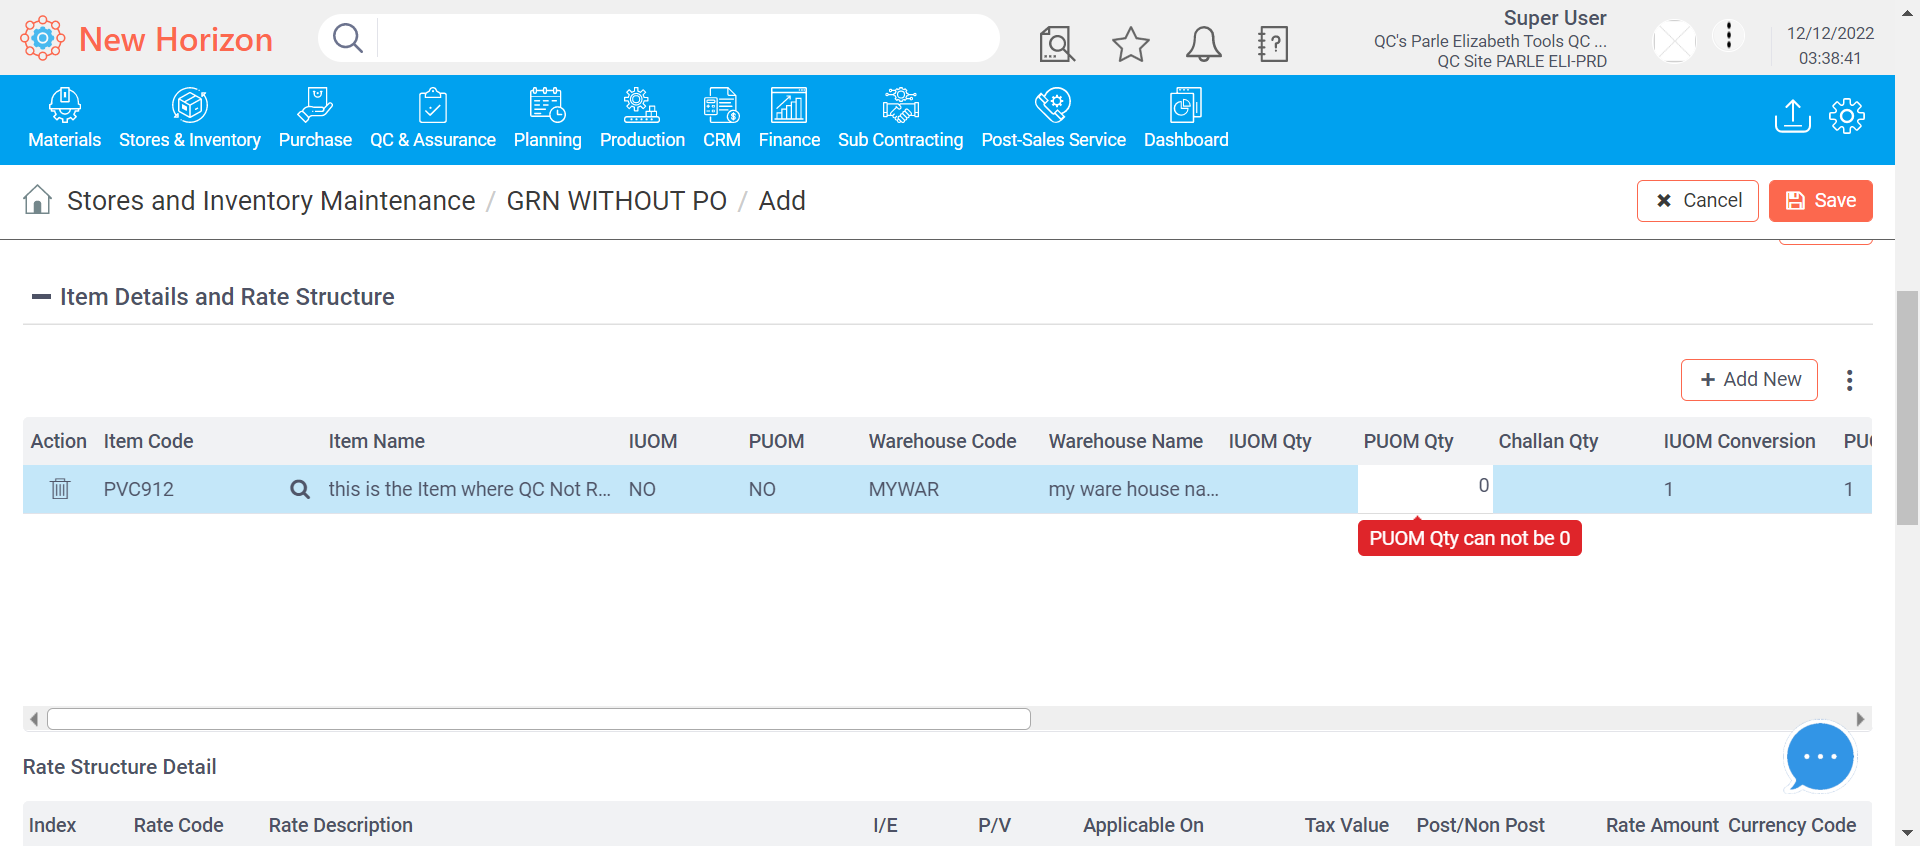 New Horizon
Super User
QC's Parle Elizabeth Tools QC ...
QC Site PARLE ELI-PRD
12/12/2022
03:38:41
Materials
Stores & Inventory
Purchase
QC & Assurance
Planning
Production
CRM
Finance
Sub Contracting
Post-Sales Service
Dashboard
Stores and Inventory Maintenance / GRN WITHOUT PO / Add
Cancel
Save
Item Details and Rate Structure
+ Add New
Action Item Code Item Name IUOM PUOM Warehouse Code Warehouse Name IUOM Qty PUOM Qty Challan Qty IUOM Conversion
PVC912 this is the Item where QC Not R... NO NO MYWAR my ware house na... 0 1 1
PUOM Qty can not be 0
Rate Structure Detail
Index Rate Code Rate Description I/E P/V Applicable On Tax Value Post/Non Post Rate Amount Currency Code